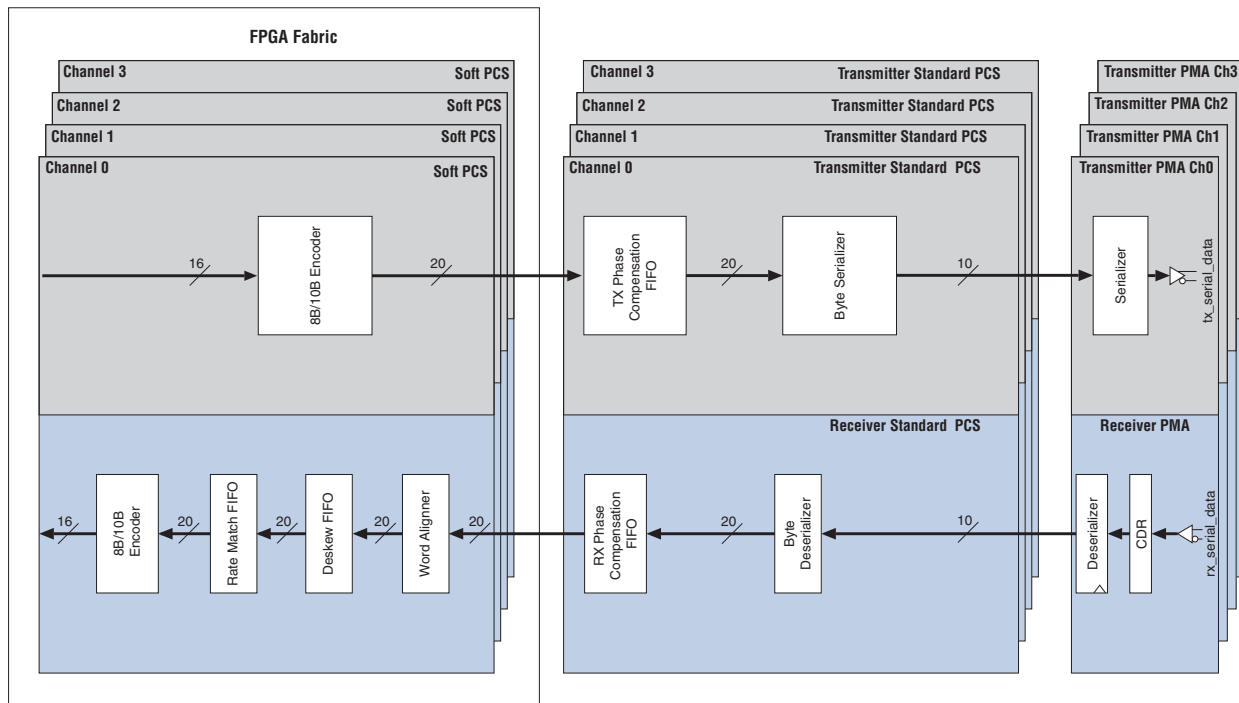 FPGA Fabric
Channel 3 Soft PCS
Channel 2 Soft PCS
Channel 1 Soft PCS
Channel 0 Soft PCS
Channel 3 Transmitter Standard PCS
Channel 2 Transmitter Standard PCS
Channel 1 Transmitter Standard PCS
Channel 0 Transmitter Standard PCS
Transmitter PMA Ch3
Transmitter PMA Ch2
Transmitter PMA Ch1
Transmitter PMA Ch0
16
8B/10B Encoder
20
TX Phase
Compensation
FIFO
20
Byte Serializer
10
Serializer
tx_serial_data
Receiver Standard PCS
Receiver PMA
16
8B/10B
Encoder
20
Rate Match FIFO
20
Deskew FIFO
20
Word Alignner
20
RX Phase
Compensation
FIFO
20
Byte
Deserializer
10
Deserializer
CDR
rx_serial_data